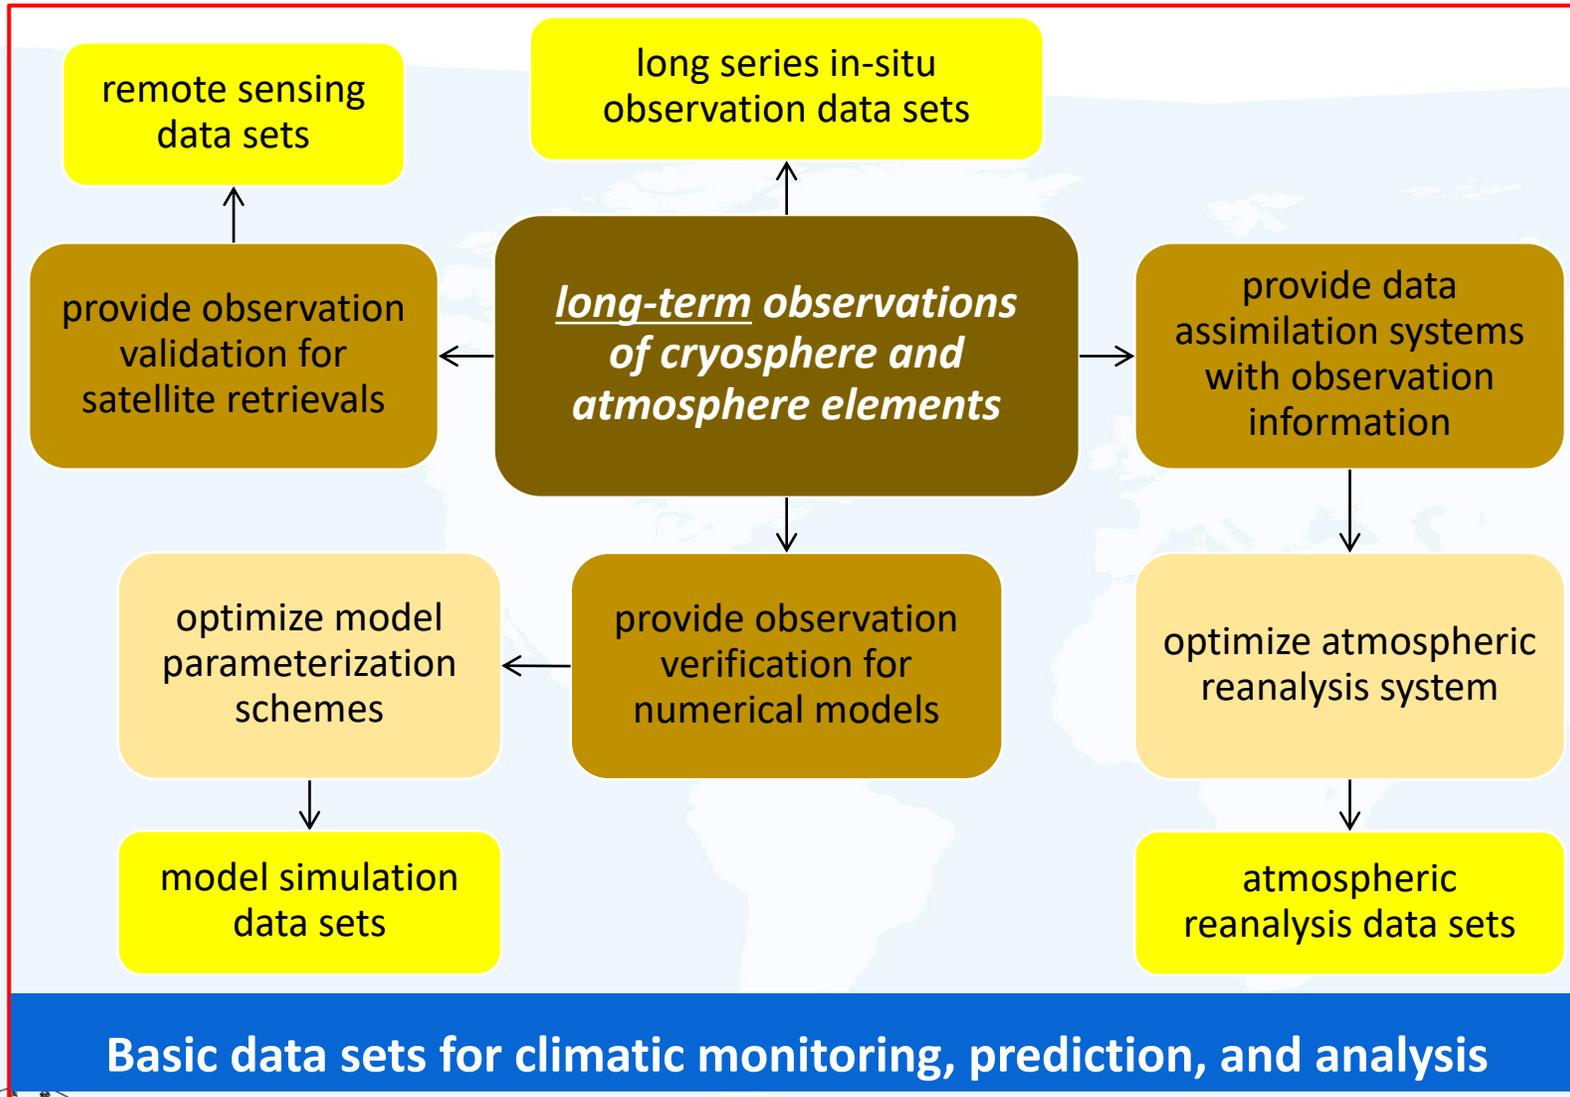 remote sensing
data sets
long series in-situ
observation data sets
provide observation
validation for
satellite retrievals
long-term observations
of cryosphere and
atmosphere elements
provide data
assimilation systems
with observation
information
optimize model
parameterization
schemes
provide observation
verification for
numerical models
optimize atmospheric
reanalysis system
model simulation
data sets
atmospheric
reanalysis data sets
Basic data sets for climatic monitoring, prediction, and analysis